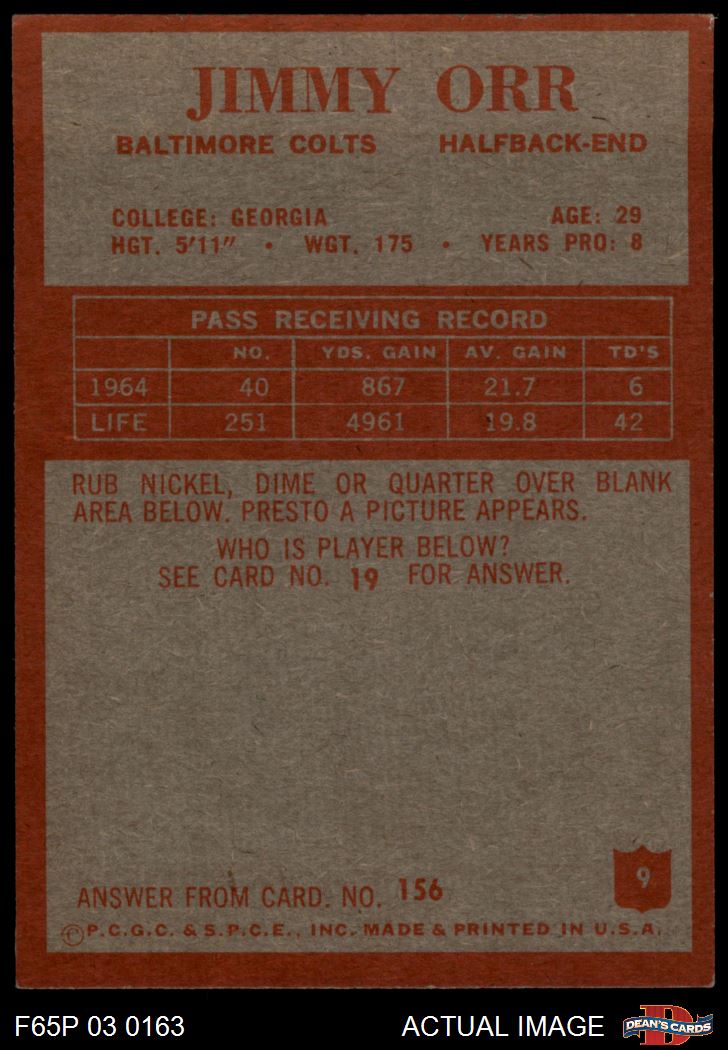 JIMMY ORR
BALTIMORE COLTS HALFBACK-END
COLLEGE: GEORGIA AGE: 29
HGT. 5'11" • WGT. 175 • YEARS PRO: 8
PASS RECEIVING RECORD
NO. YDS. GAIN AV. GAIN TD'S
1964 40 867 21.7 6
LIFE 251 4961 19.8 42
RUB NICKEL, DIME OR QUARTER OVER BLANK
AREA BELOW. PRESTO A PICTURE APPEARS.
WHO IS PLAYER BELOW?
SEE CARD NO. 19 FOR ANSWER.
9
ANSWER FROM CARD. NO. 156
©P.C.G.C. & S.P.C.E., INC. MADE & PRINTED IN U.S.A.
F65P 03 0163 ACTUAL IMAGE D DEAN'S CARDS